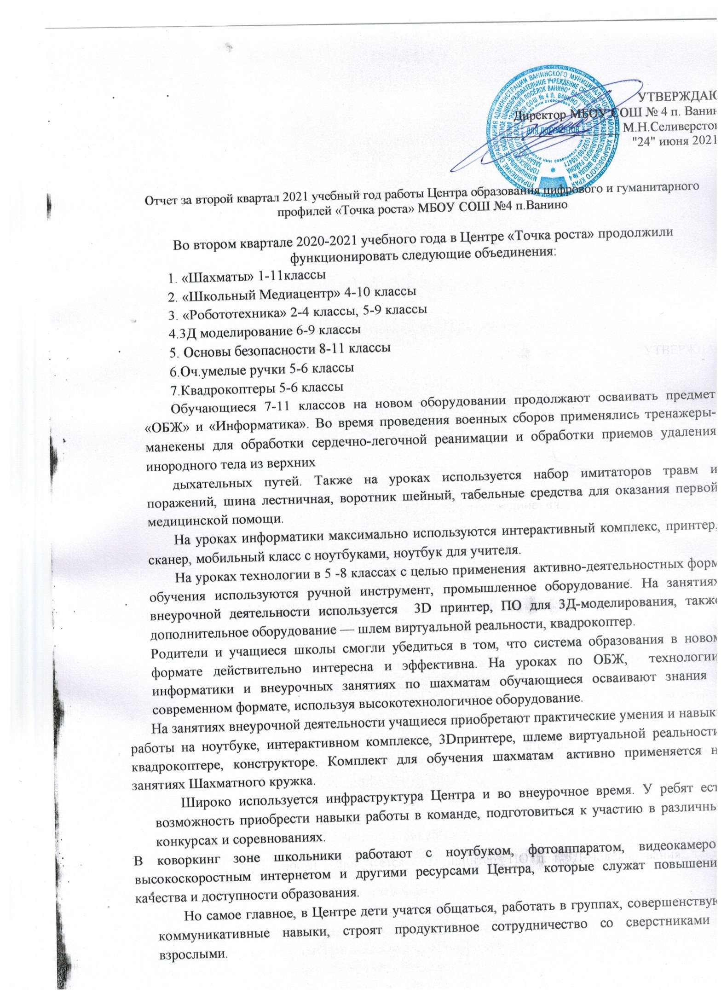 УТВЕРЖДАЮ
Директор МБОУ СОШ № 4 п. Ванин
М.Н.Селиверстов
"24" июня 2021
ДЛЯ ДОКУМЕНТОВ
Отчет за второй квартал 2021 учебный год работы Центра образования цифрового и гуманитарного
профилей «Точка роста» МБОУ СОШ №4 п.Ванино
Во втором квартале 2020-2021 учебного года в Центре «Точка роста» продолжили
функционировать следующие объединения:
1. «Шахматы» 1-11классы
2. «Школьный Медиацентр» 4-10 классы
3. «Робототехника» 2-4 классы, 5-9 классы
4.3Д моделирование 6-9 классы
5. Основы безопасности 8-11 классы
6.Оч.умелые ручки 5-6 классы
7.Квадрокоптеры 5-6 классы
Обучающиеся 7-11 классов на новом оборудовании продолжают осваивать предмет
«ОБЖ» и «Информатика». Во время проведения военных сборов применялись тренажеры-
манекены для обработки сердечно-легочной реанимации и обработки приемов удаления
инородного тела из верхних
дыхательных путей. Также на уроках используется набор имитаторов травм и
поражений, шина лестничная, воротник шейный, табельные средства для оказания первой
медицинской помощи.
На уроках информатики максимально используются интерактивный комплекс, принтер,
сканер, мобильный класс с ноутбуками, ноутбук для учителя.
На уроках технологии в 5 -8 классах с целью применения активно-деятельностных форм
обучения используются ручной инструмент, промышленное оборудование. На занятиях
внеурочной деятельности используется 3D принтер, ПО для 3Д-моделирования, также
дополнительное оборудование — шлем виртуальной реальности, квадрокоптер.
Родители и учащиеся школы смогли убедиться в том, что система образования в новом
формате действительно интересна и эффективна. На уроках по ОБЖ, технологии
информатики и внеурочных занятиях по шахматам обучающиеся осваивают знания
современном формате, используя высокотехнологичное оборудование.
На занятиях внеурочной деятельности учащиеся приобретают практические умения и навык
работы на ноутбуке, интерактивном комплексе, 3Dпринтере, шлеме виртуальной реальности
квадрокоптере, конструкторе. Комплект для обучения шахматам активно применяется н
занятиях Шахматного кружка.
Широко используется инфраструктура Центра и во внеурочное время. У ребят ест
возможность приобрести навыки работы в команде, подготовиться к участию в различны
конкурсах и соревнованиях.
В коворкинг зоне школьники работают с ноутбуком, фотоаппаратом, видеокамеро
высокоскоростным интернетом и другими ресурсами Центра, которые служат повышени
качества и доступности образования.
Но самое главное, в Центре дети учатся общаться, работать в группах, совершенствую
коммуникативные навыки, строят продуктивное сотрудничество со сверстниками
взрослыми.